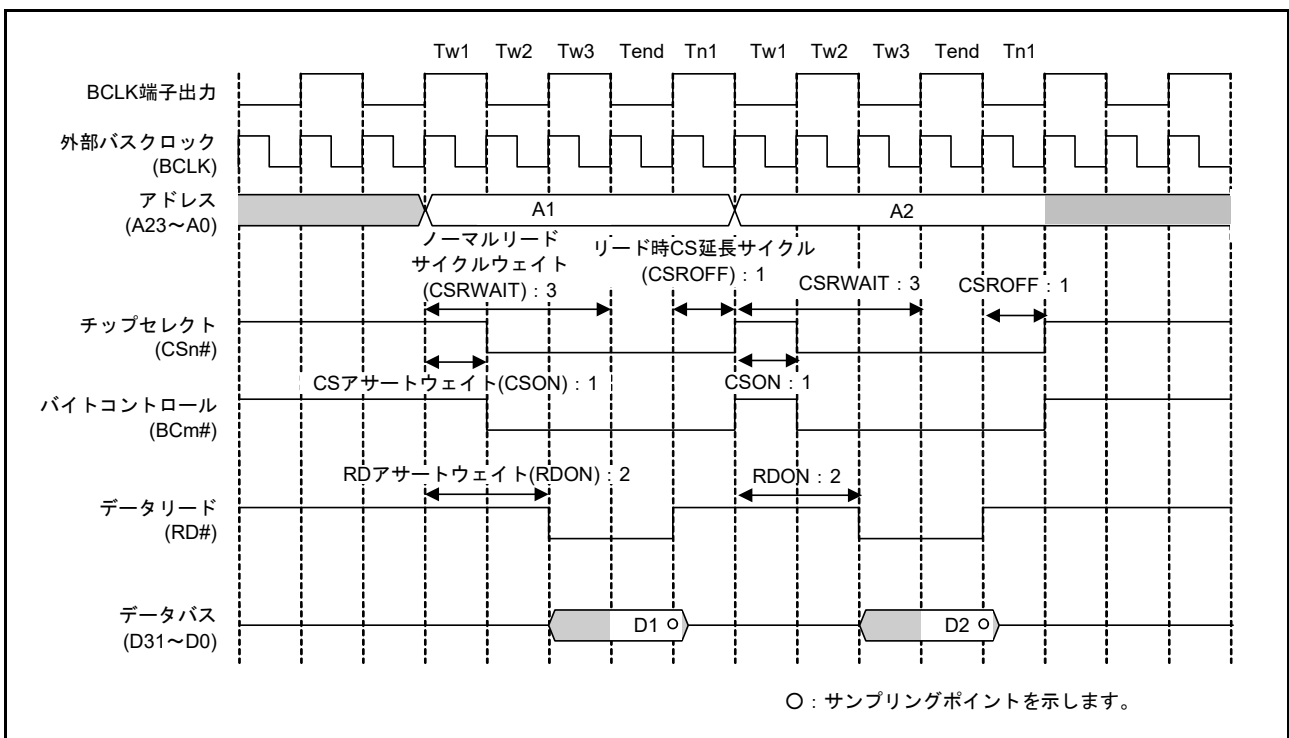 Tw1 Tw2 Tw3 Tend Tn1 Tw1 Tw2 Tw3 Tend Tn1
BCLK端子出力
外部バスクロック
(BCLK)
アドレス
(A23～A0)
A1
A2
ノーマルリード
サイクルウェイト
(CSRWAIT)：3
リード時CS延長サイクル
(CSROFF)：1
CSRWAIT：3
CSROFF：1
チップセレクト
(CSn#)
CSアサートウェイト(CSON)：1
CSON：1
バイトコントロール
(BCm#)
RDアサートウェイト(RDON)：2
RDON：2
データリード
(RD#)
データバス
(D31～D0)
D1
D2
○：サンプリングポイントを示します。